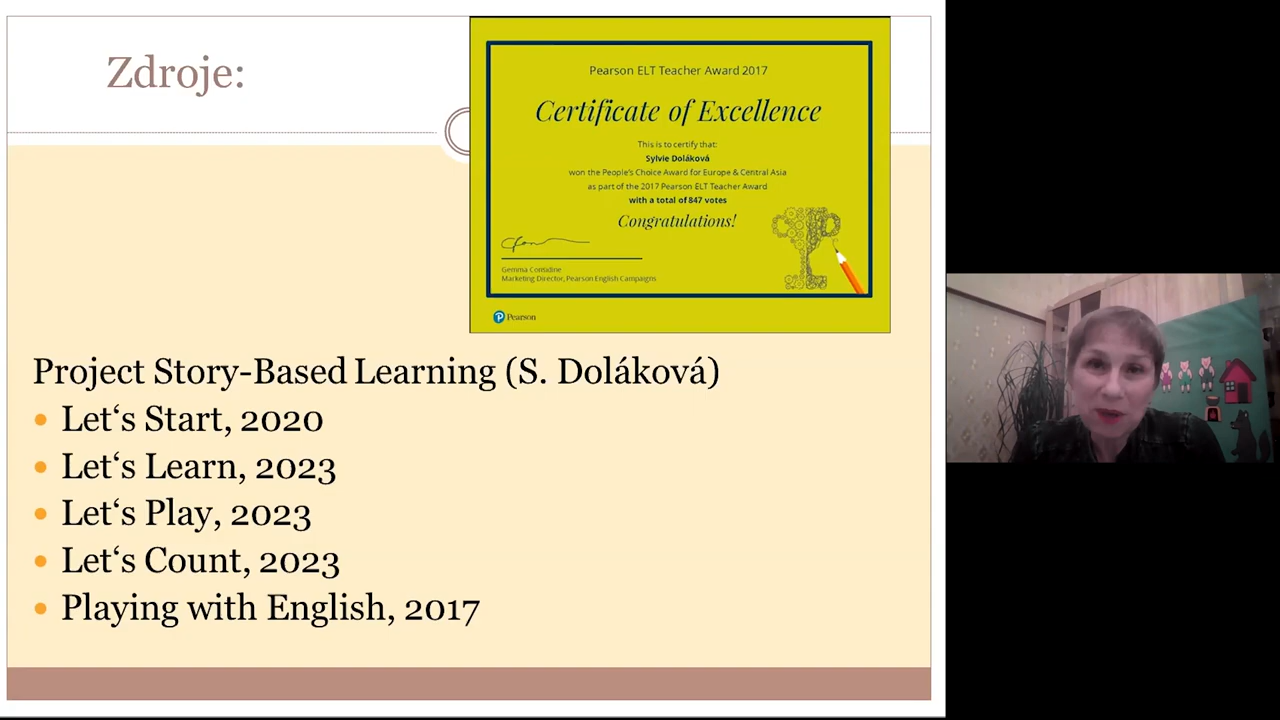 Zdroje:
Pearson ELT Teacher Award 2017
Certificate of Excellence
This is to certify that:
Sylvie Doláková
won the People's Choice Award for Europe & Central Asia
as part of the 2017 Pearson ELT Teacher Award
with a total of 847 votes
Congratulations!
Gemma Considine
Marketing Director, Pearson English Campaigns
Pearson
Project Story-Based Learning (S. Doláková)
• Let‘s Start, 2020
• Let‘s Learn, 2023
• Let‘s Play, 2023
• Let‘s Count, 2023
• Playing with English, 2017